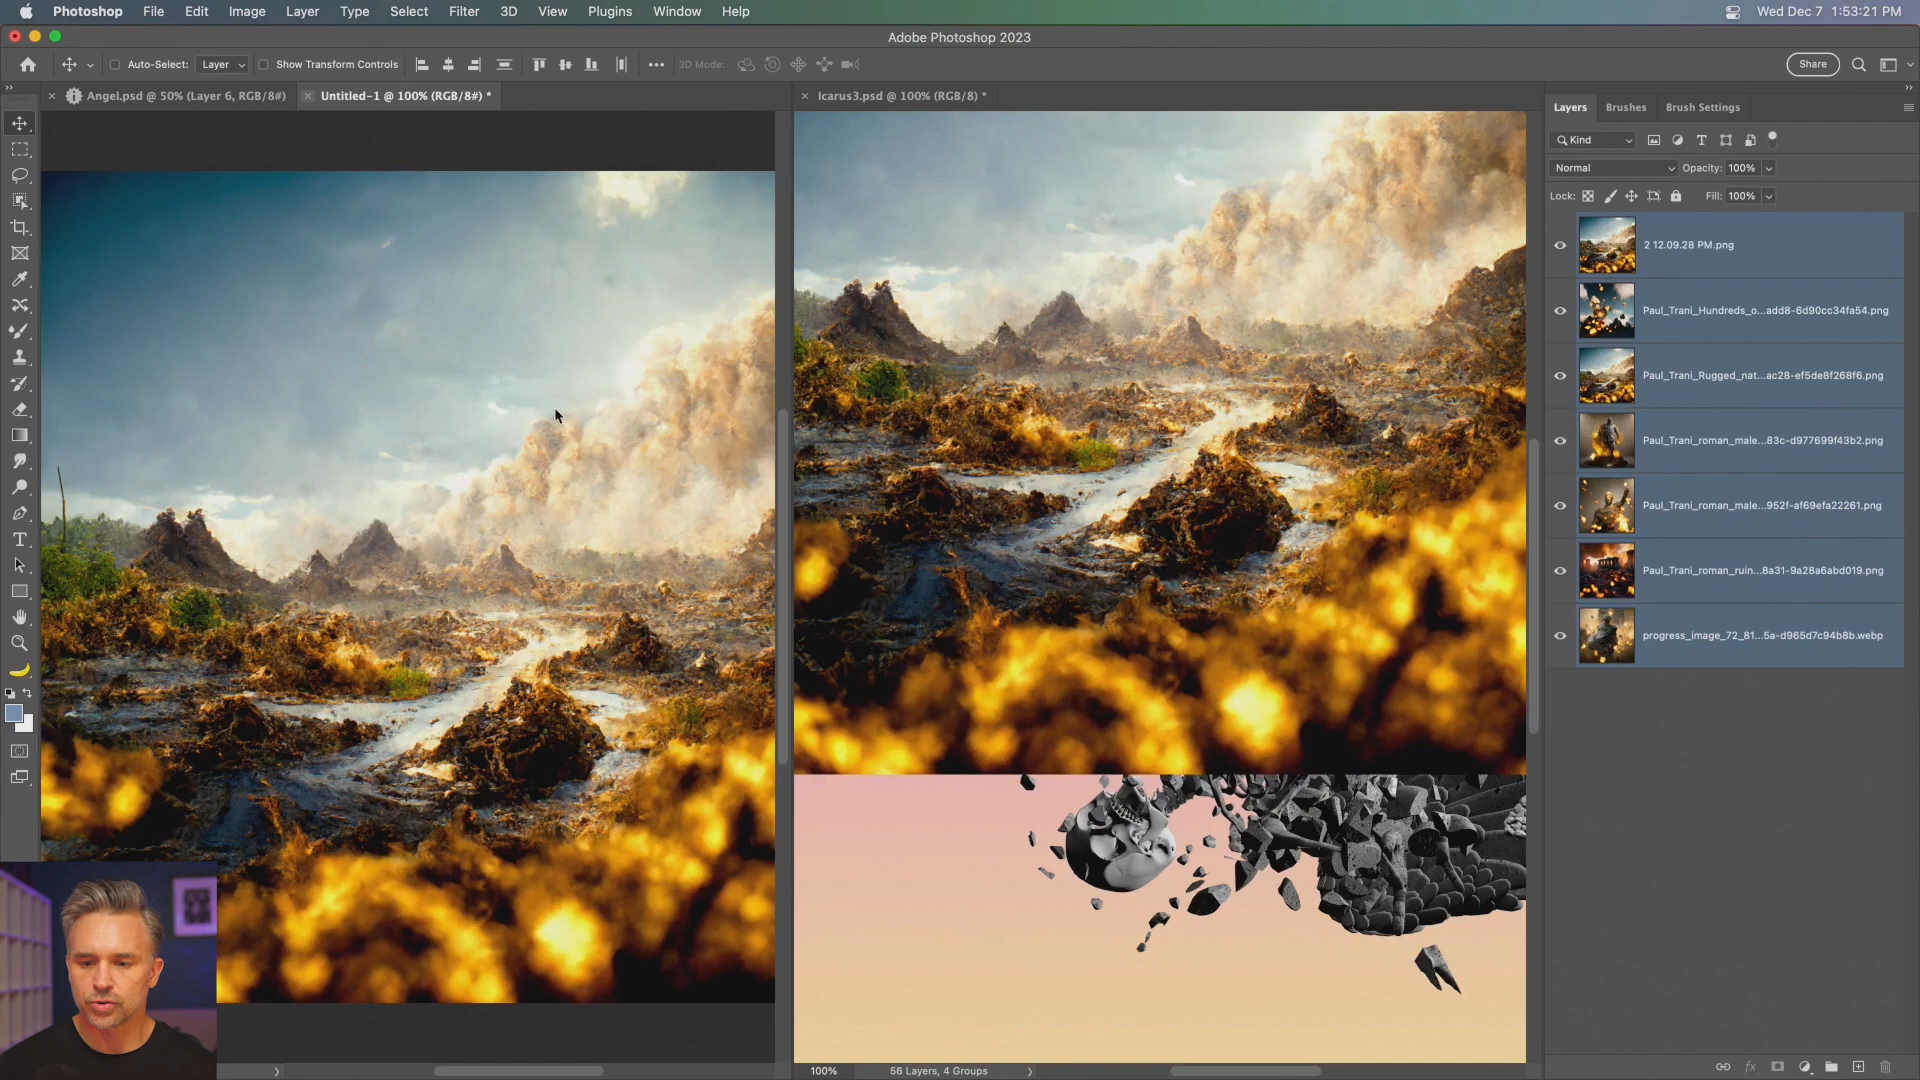 Photoshop File Edit Image Layer Type Select Filter 3D View Plugins Window Help Wed Dec 7 1:53:21 PM
Adobe Photoshop 2023
Auto-Select: Layer Show Transform Controls 3D Mode: Share
Angel.psd @ 50% (Layer 6, RGB/8#) Untitled-1 @ 100% (RGB/8#) * Icarus3.psd @ 100% (RGB/8) *
Layers Brushes Brush Settings
Kind
Normal Opacity: 100%
Lock: Fill: 100%
2 12.09.28 PM.png
Paul_Trani_Hundreds_o...add8-6d90cc34fa54.png
Paul_Trani_Rugged_nat...ac28-ef5de8f268f6.png
Paul_Trani_roman_male...83c-d977699f43b2.png
Paul_Trani_roman_male...952f-af69efa22261.png
Paul_Trani_roman_ruin...8a31-9a28a6abd019.png
progress_image_72_81...5a-d965d7c94b8b.webp
100% 56 Layers, 4 Groups